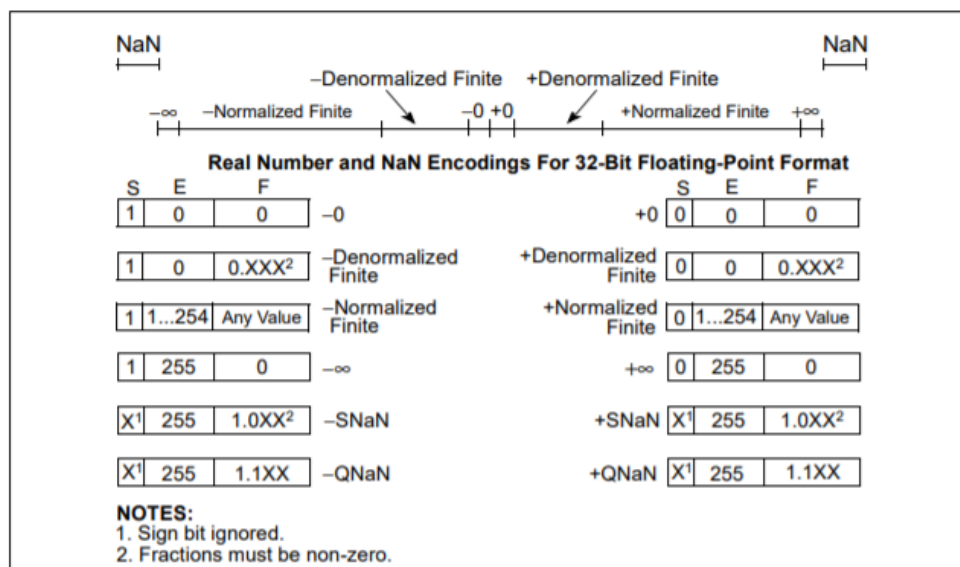 NaN NaN
−Denormalized Finite +Denormalized Finite
−∞ −Normalized Finite −0 +0 +Normalized Finite +∞
Real Number and NaN Encodings For 32-Bit Floating-Point Format
S E F S E F
1 0 0 −0 +0 0 0 0
1 0 0.XXX² −Denormalized Finite +Denormalized Finite 0 0 0.XXX²
1 1...254 Any Value −Normalized Finite +Normalized Finite 0 1...254 Any Value
1 255 0 −∞ +∞ 0 255 0
X¹ 255 1.0XX² −SNaN +SNaN X¹ 255 1.0XX²
X¹ 255 1.1XX −QNaN +QNaN X¹ 255 1.1XX
NOTES:
1. Sign bit ignored.
2. Fractions must be non-zero.